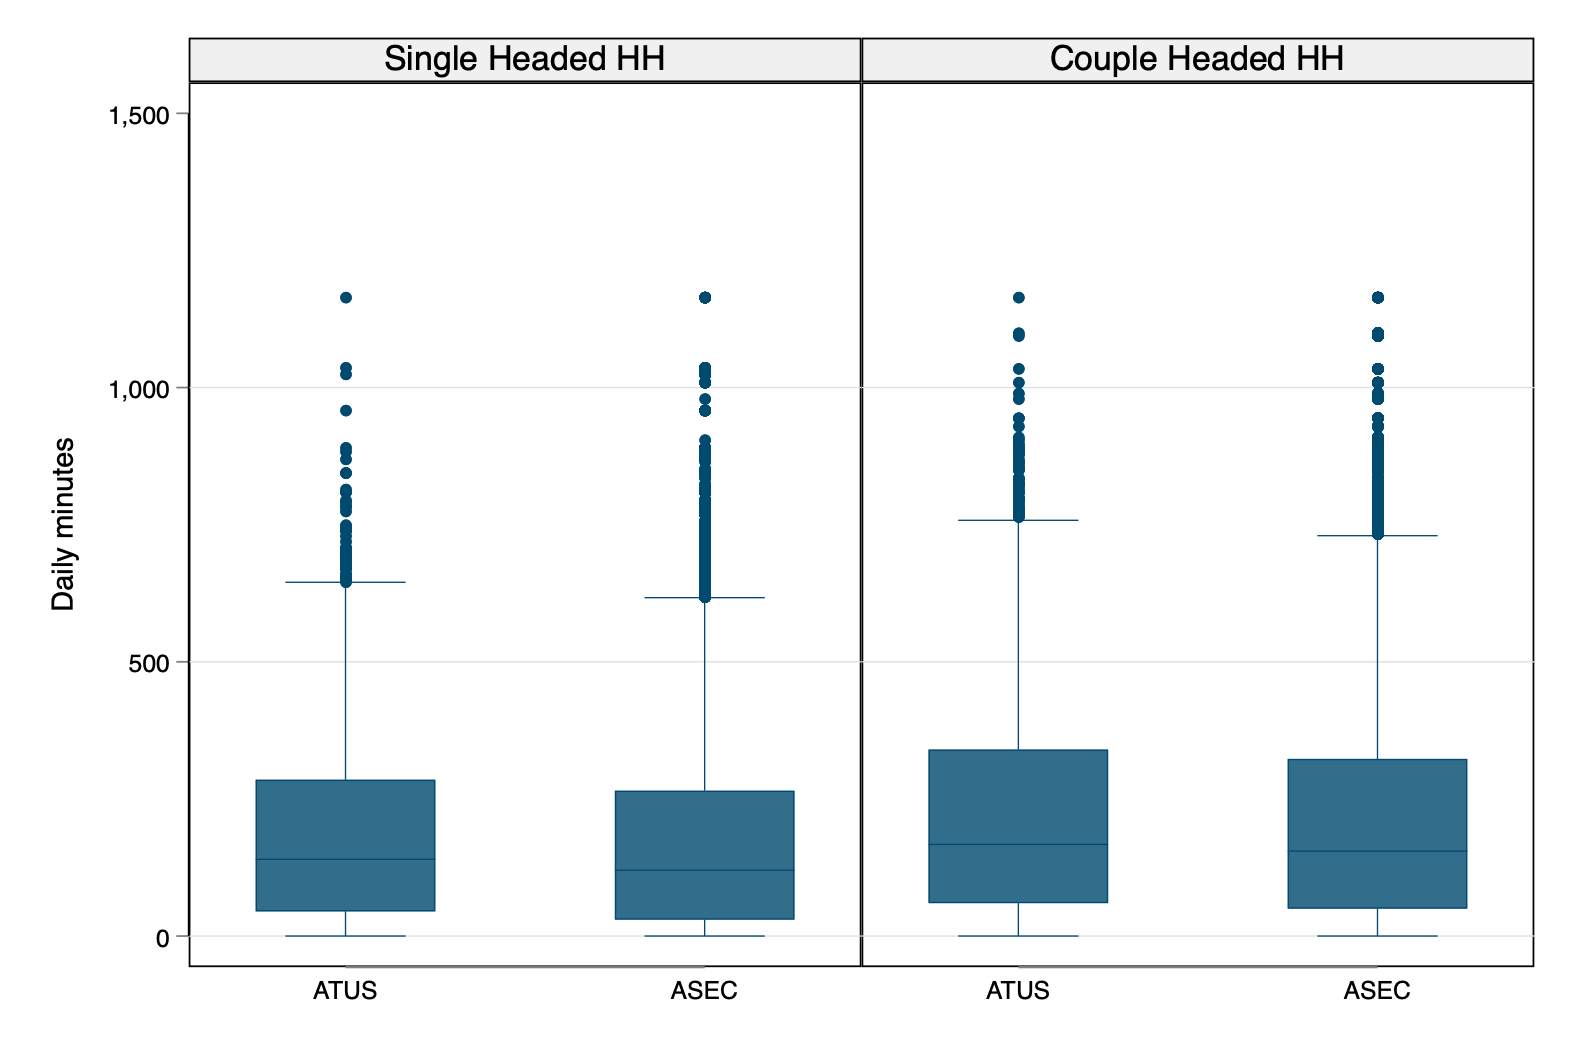 Single Headed HH
Couple Headed HH
1,500
1,000
500
0
Daily minutes
ATUS
ASEC
ATUS
ASEC